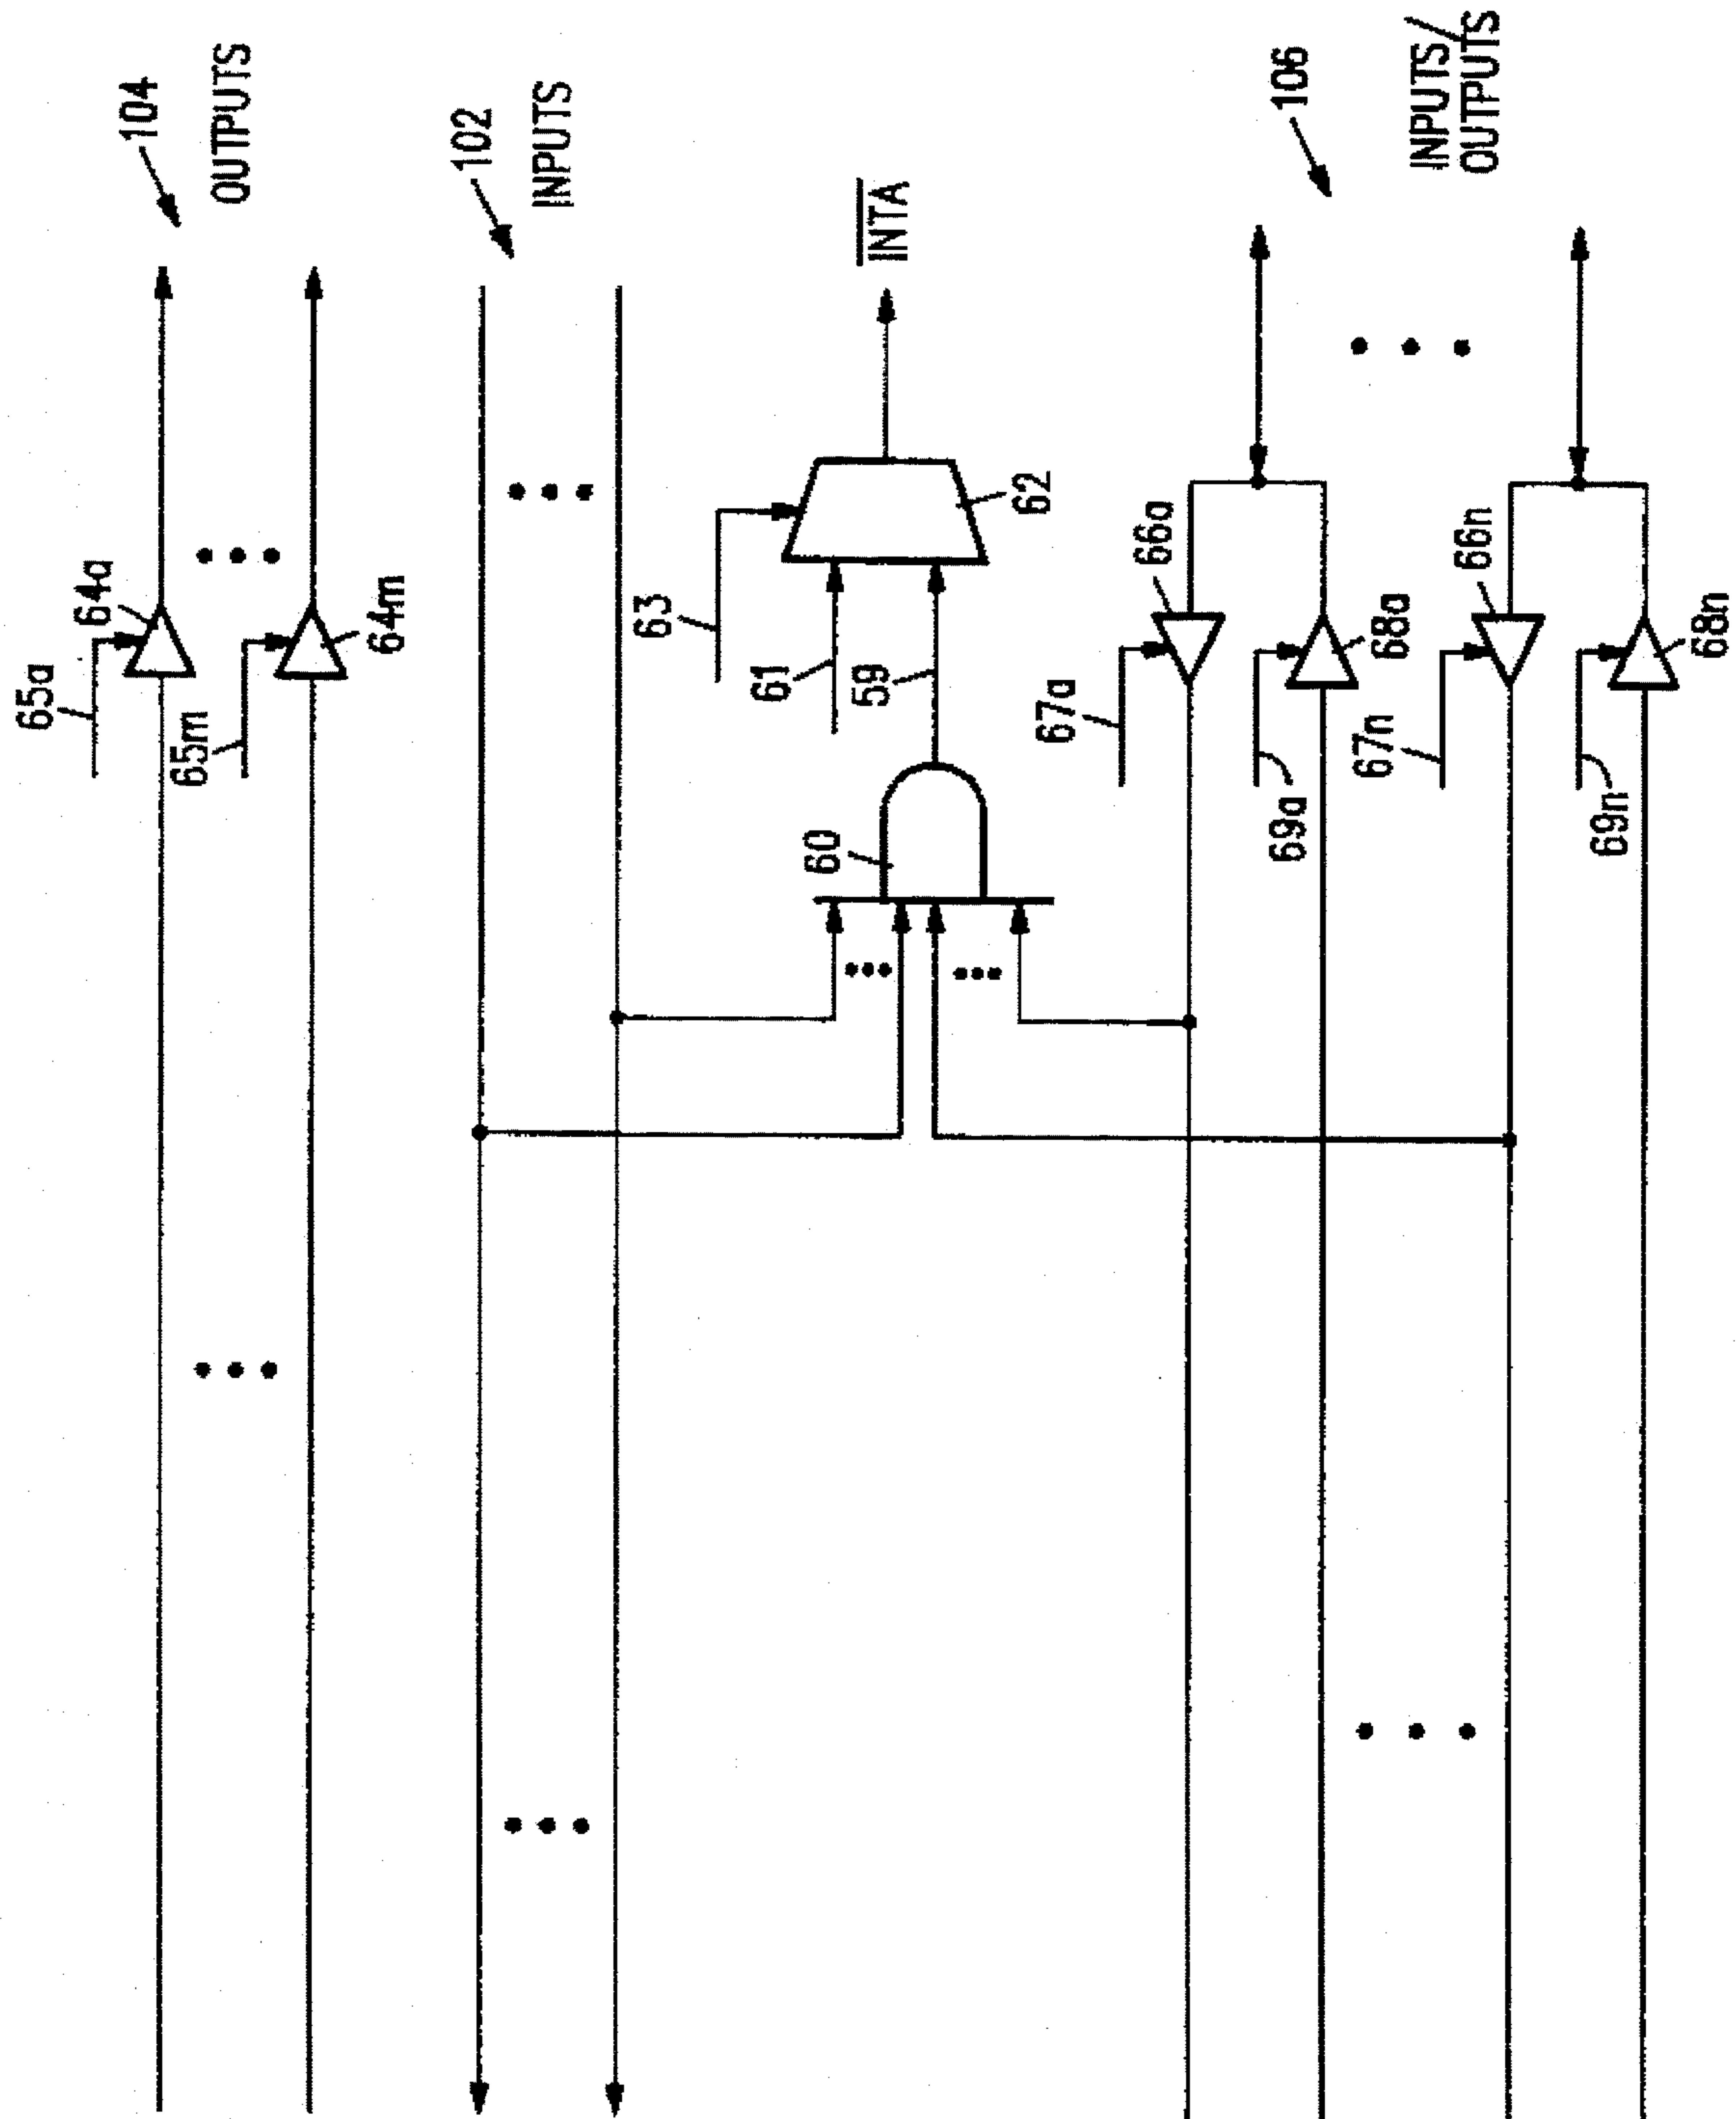 104
OUTPUTS
65a
64a
65m
64m
102
INPUTS
INTA
63
61
59
60
62
106
INPUTS/
OUTPUTS
67a
66a
69a
68a
67n
66n
69n
68n